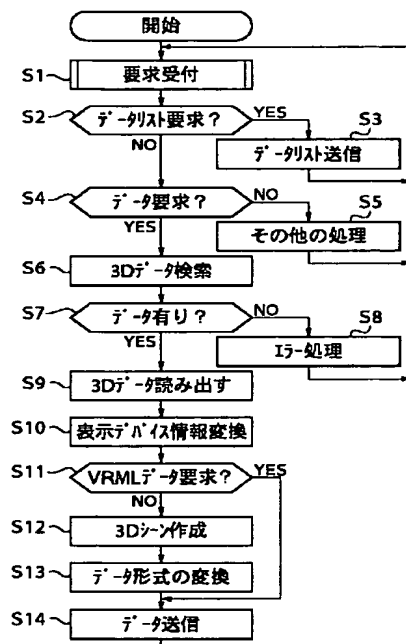 開始
S1 要求受付
S2 データリスト要求? YES
S3
NO データリスト送信
S4 データ要求? NO
S5
YES その他の処理
S6 3Dデータ検索
S7 データ有り? NO
S8
YES エラー処理
S9 3Dデータ読み出す
S10 表示デバイス情報変換
S11 VRMLデータ要求? YES
NO
S12 3Dシーン作成
S13 データ形式の変換
S14 データ送信